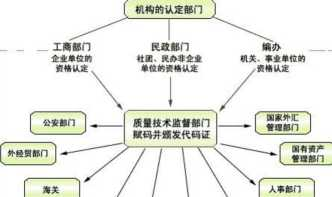 机构的认定部门
工商部门
企业单位的
资格认定
民政部门
社团、民办非企业
单位的资格认定
编办
机关、事业单位的
资格认定
质量技术监督部门
赋码并颁发代码证
公安部门
国家外汇
管理部门
外经贸部门
国有资产
管理部门
海关
人事部门